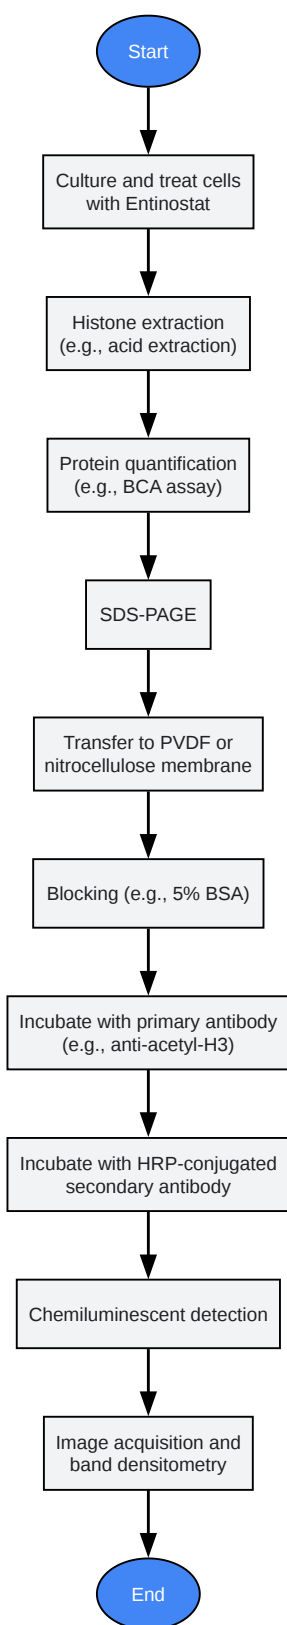 Start
Culture and treat cells
with Entinostat
Histone extraction
(e.g., acid extraction)
Protein quantification
(e.g., BCA assay)
SDS-PAGE
Transfer to PVDF or
nitrocellulose membrane
Blocking (e.g., 5% BSA)
Incubate with primary antibody
(e.g., anti-acetyl-H3)
Incubate with HRP-conjugated
secondary antibody
Chemiluminescent detection
Image acquisition and
band densitometry
End